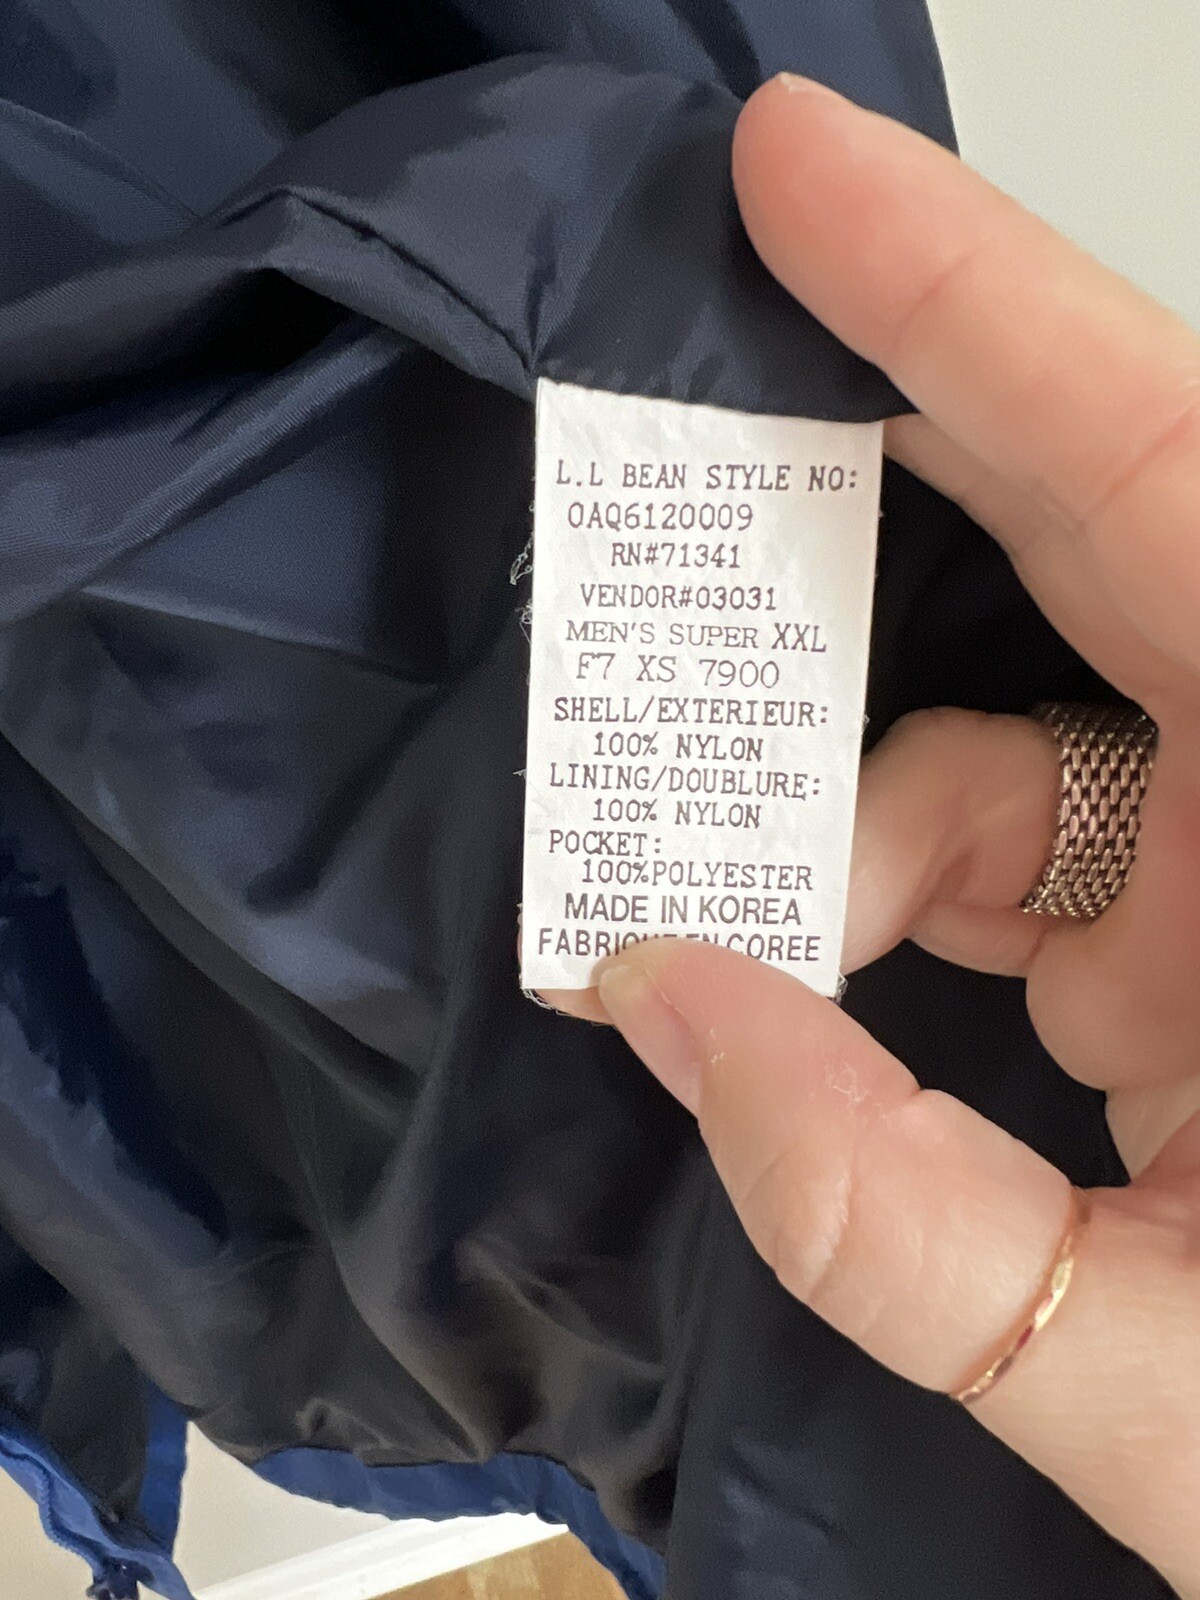 L.L BEAN STYLE NO:
0AQ6120009
RN#71341
VENDOR#03031
MEN'S SUPER XXL
F7 XS 7900
SHELL/EXTERIEUR:
100% NYLON
LINING/DOUBLURE:
100% NYLON
POCKET:
100%POLYESTER
MADE IN KOREA
FABRIQUE EN COREE